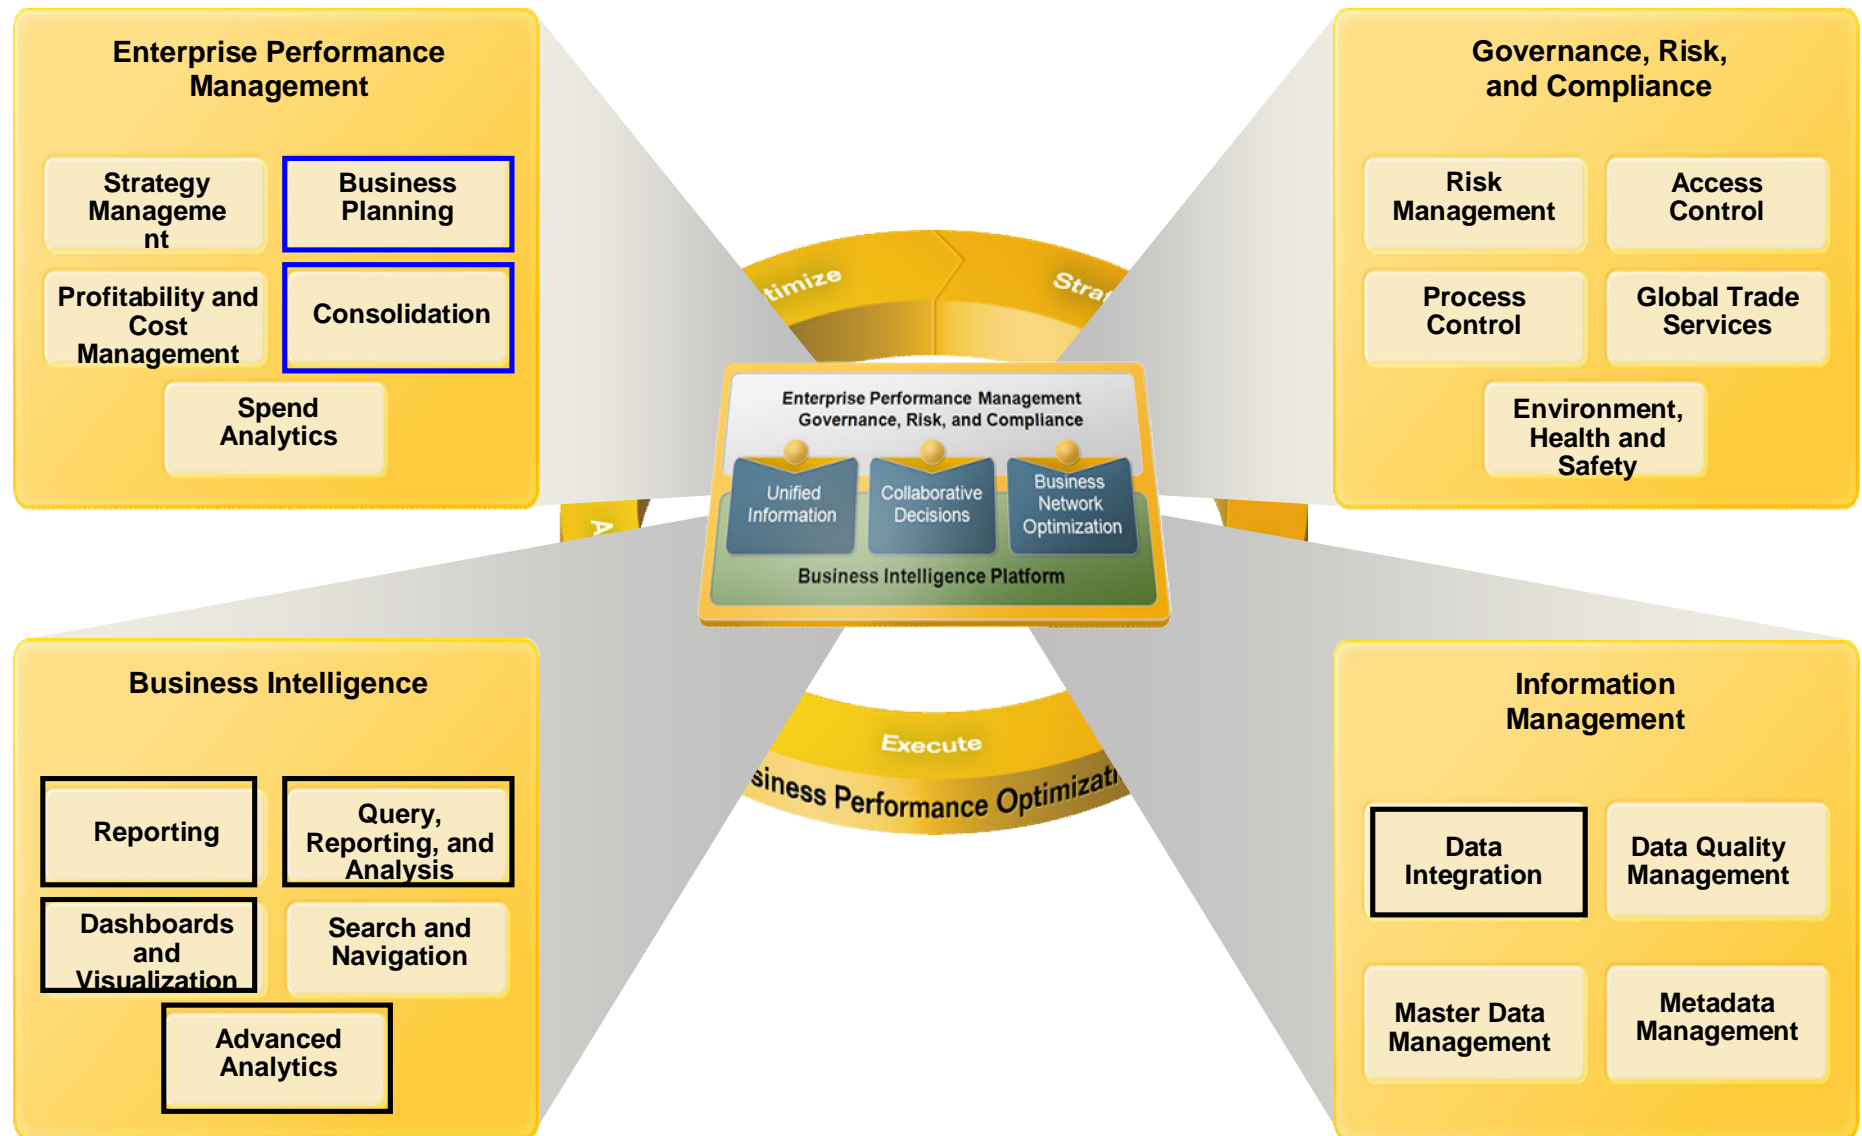 Enterprise Performance
Management
Strategy
Manageme
nt
Business
Planning
Profitability and
Cost
Management
Consolidation
Spend
Analytics
Governance, Risk,
and Compliance
Risk
Management
Access
Control
Process
Control
Global Trade
Services
Environment,
Health and
Safety
timize
Strat
Enterprise Performance Management
Governance, Risk, and Compliance
Unified
Information
Collaborative
Decisions
Business
Network
Optimization
Business Intelligence Platform
A
Execute
siness Performance Optimizati
Business Intelligence
Reporting
Query,
Reporting, and
Analysis
Dashboards
and
Visualization
Search and
Navigation
Advanced
Analytics
Information
Management
Data
Integration
Data Quality
Management
Master Data
Management
Metadata
Management